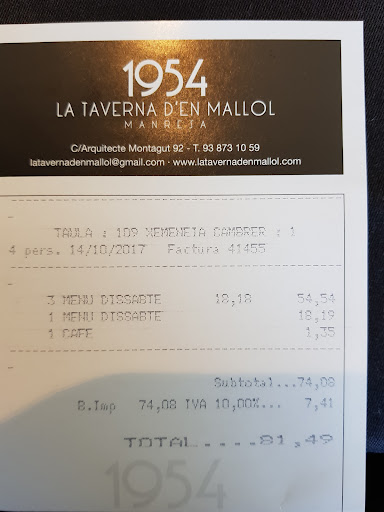 1954
LA TAVERNA D'EN MALLOL
MANRETA
C/Arquitecte Montagut 92 - T. 93 873 10 59
latavernadenmallol@gmail.com · www.latavernadenmallol.com
TAULA : 109 XEMENEIA CAMBRER : 1
4 pers. 14/10/2017 Factura 41455
3 MENU DISSABTE 18,18 54,54
1 MENU DISSABTE 18,19
1 CAFE 1,35
Subtotal...74,08
B.Imp 74,08 IVA 10,00%... 7,41
TOTAL....81,49
1954